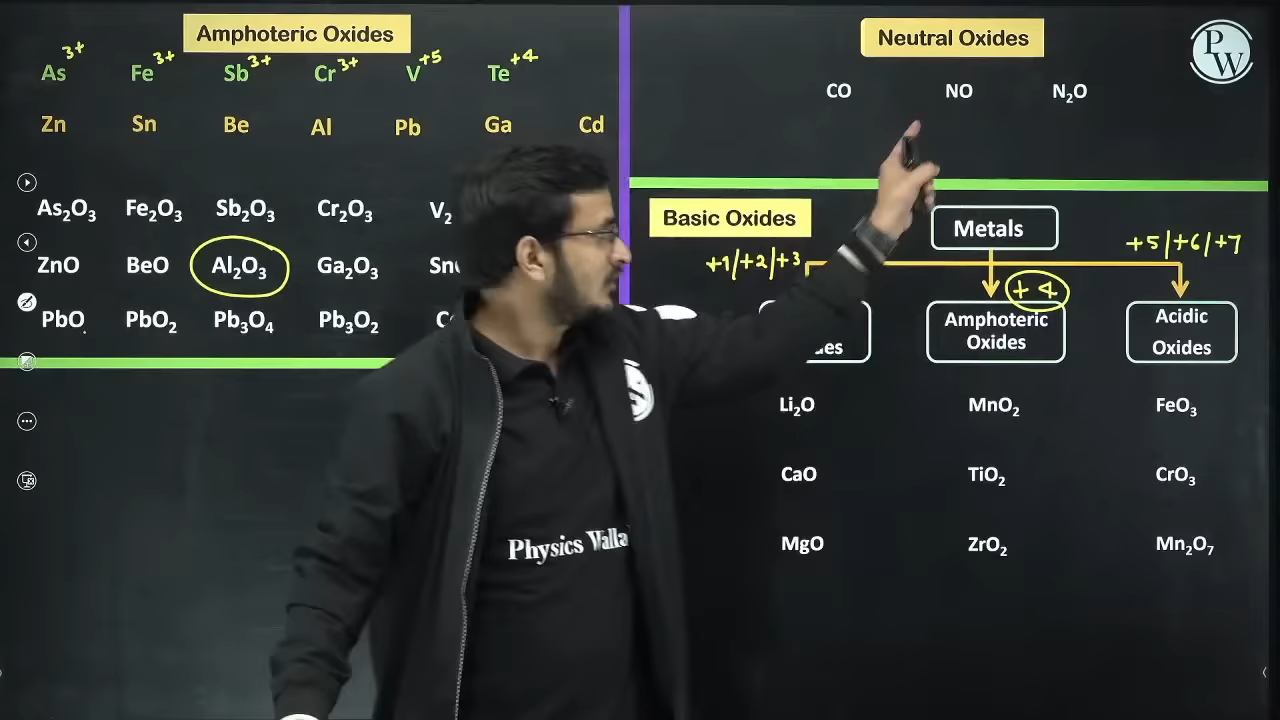 Amphoteric Oxides
As³⁺ Fe³⁺ Sb³⁺ Cr³⁺ V⁺⁵ Te⁺⁴
Zn Sn Be Al Pb Ga Cd
As₂O₃ Fe₂O₃ Sb₂O₃ Cr₂O₃ V₂
ZnO BeO Al₂O₃ Ga₂O₃
PbO PbO₂ Pb₃O₄ Pb₃O₂
Neutral Oxides
CO NO N₂O
PW
Basic Oxides
Metals
+1/+2/+3
+5/+6/+7
+4
Amphoteric
Oxides
Acidic
Oxides
Li₂O MnO₂ FeO₃
CaO TiO₂ CrO₃
MgO ZrO₂ Mn₂O₇
Physics Walla